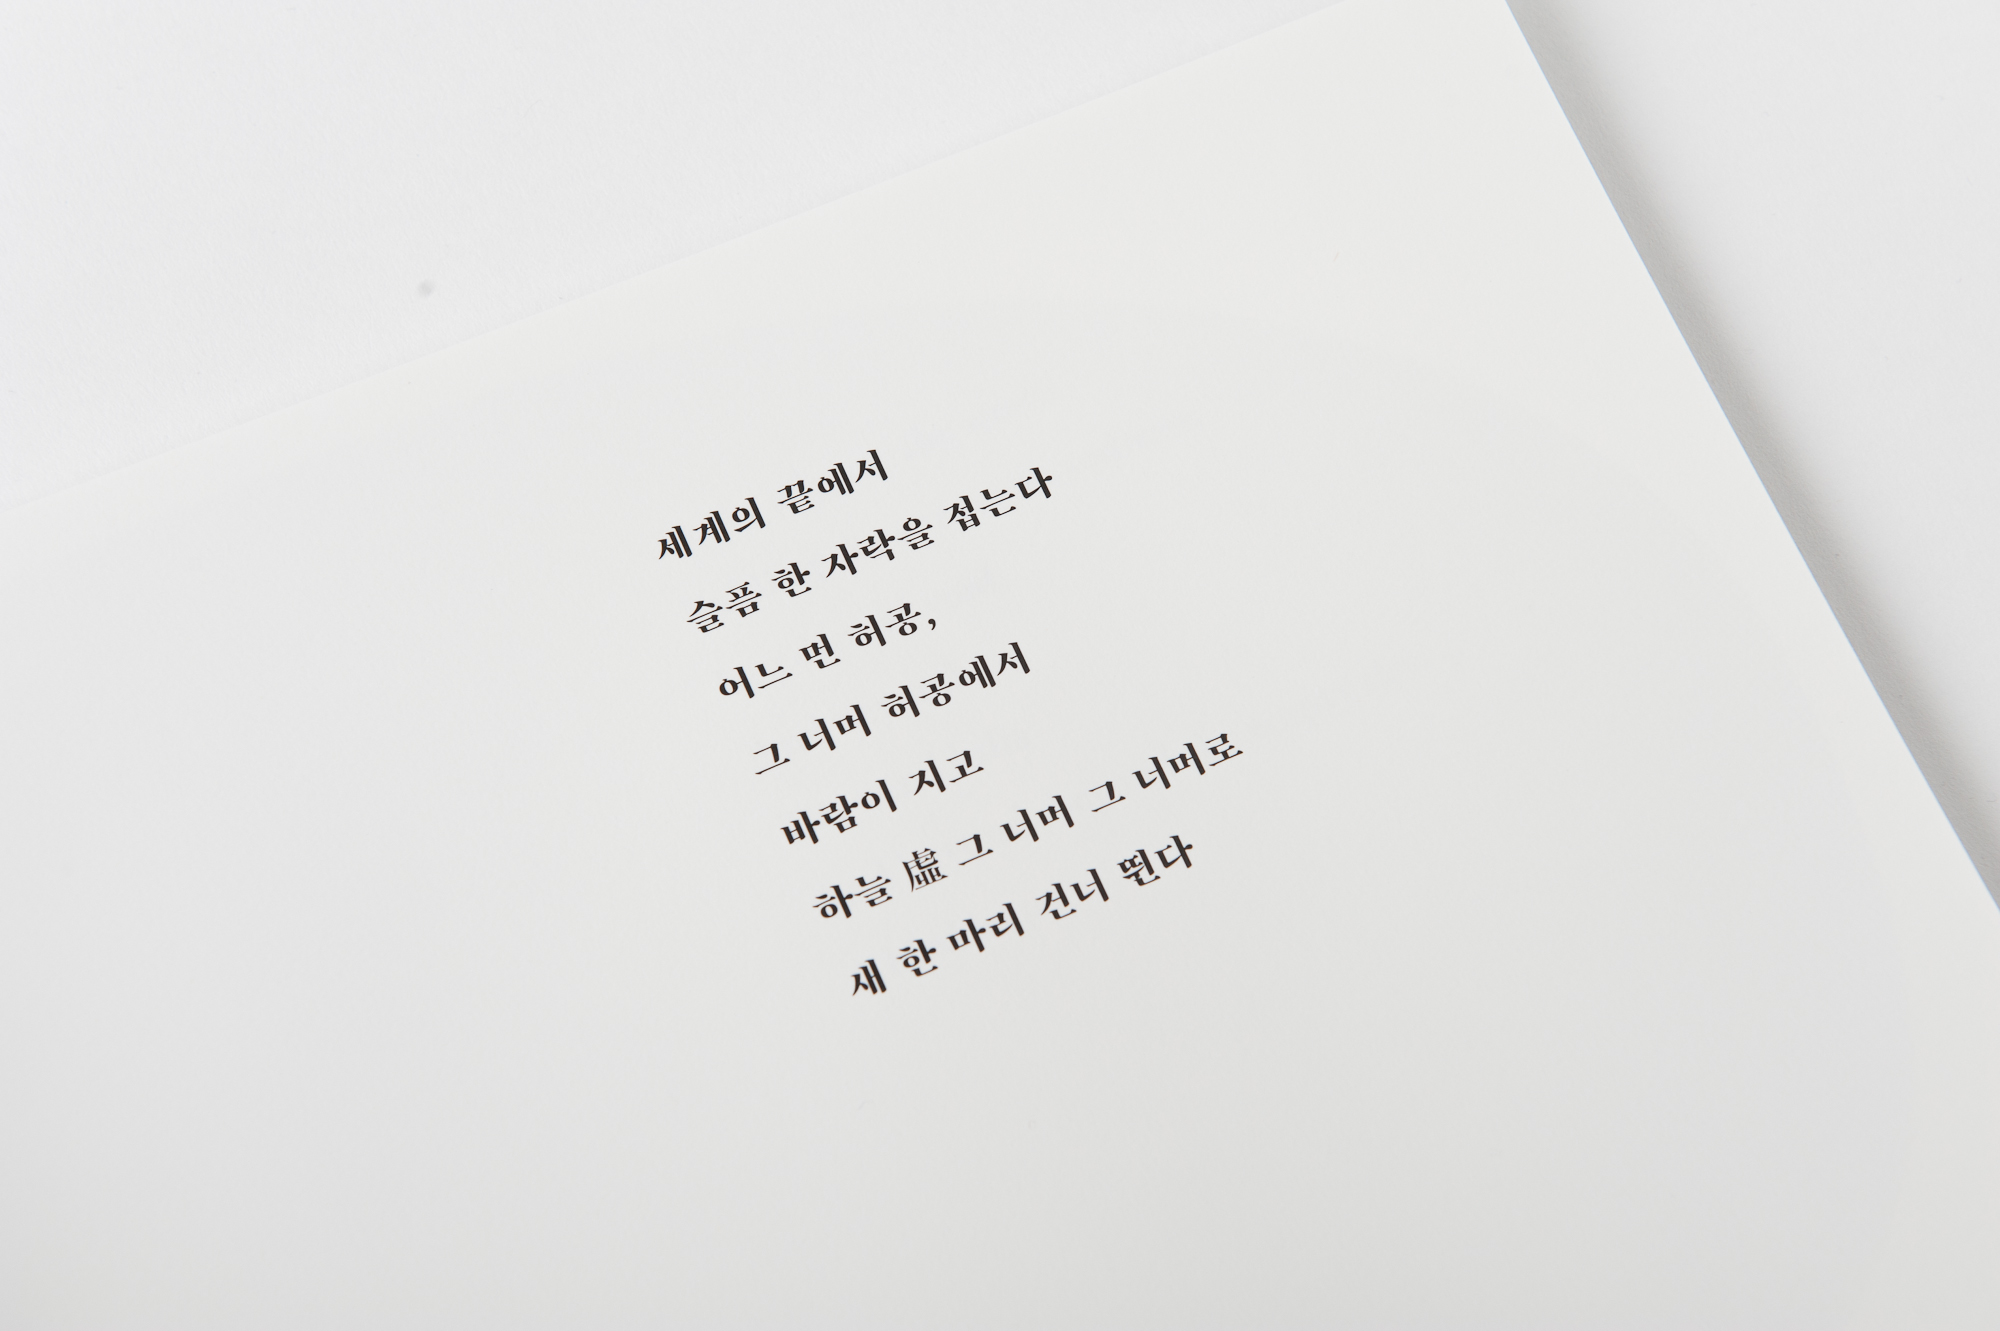 세계의 끝에서
슬픔 한 자락을 접는다
어느 먼 허공,
그 너머 허공에서
바람이 지고
하늘 虛 그 너머 그 너머로
새 한 마리 건너 뛴다